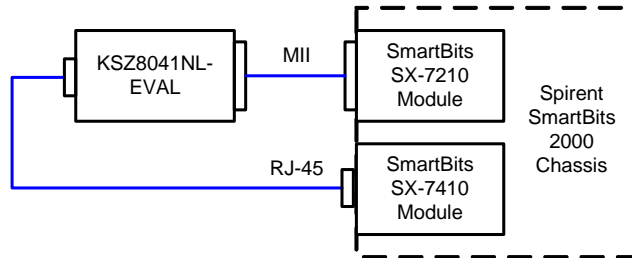 KSZ8041NL-
EVAL
MII
SmartBits
SX-7210
Module
Spirent
SmartBits
2000
Chassis
RJ-45
SmartBits
SX-7410
Module